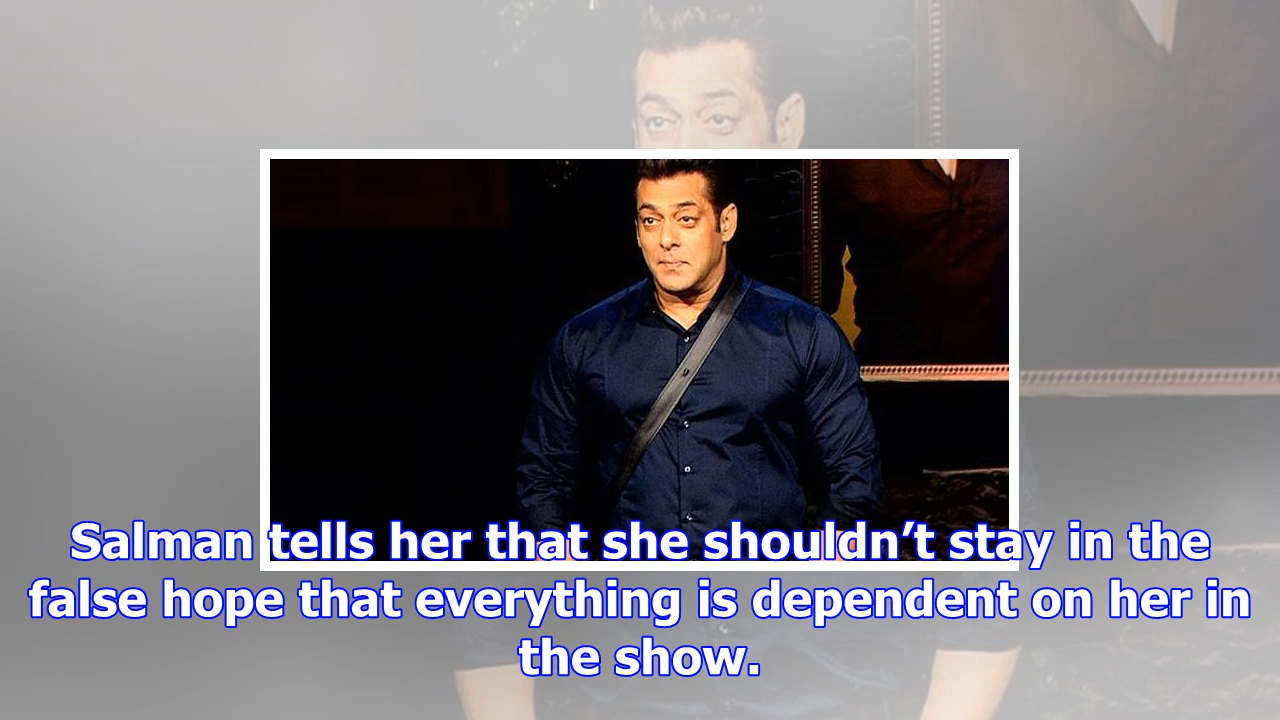 Salman tells her that she shouldn’t stay in the
false hope that everything is dependent on her in
the show.